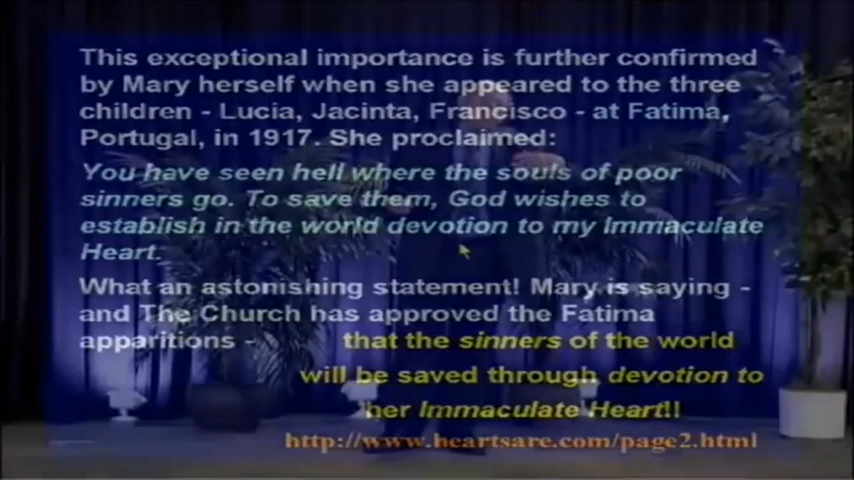 This exceptional importance is further confirmed
by Mary herself when she appeared to the three
children - Lucia, Jacinta, Francisco - at Fatima,
Portugal, in 1917. She proclaimed:
You have seen hell where the souls of poor
sinners go. To save them, God wishes to
establish in the world devotion to my Immaculate
Heart.
What an astonishing statement! Mary is saying -
and The Church has approved the Fatima
apparitions - that the sinners of the world
will be saved through devotion to
her Immaculate Heart!!
http://www.heartsare.com/page2.html